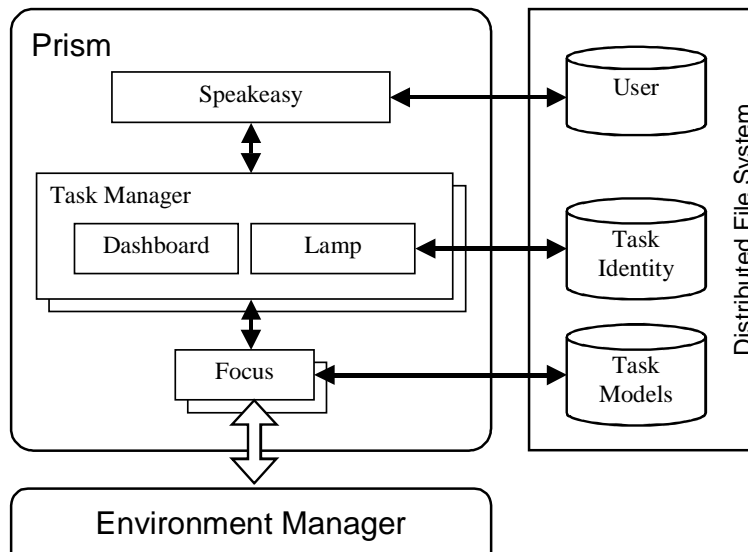 Prism
Speakeasy
User
Task Manager
Dashboard
Lamp
Task
Identity
Focus
Task
Models
Distributed File System
Environment Manager